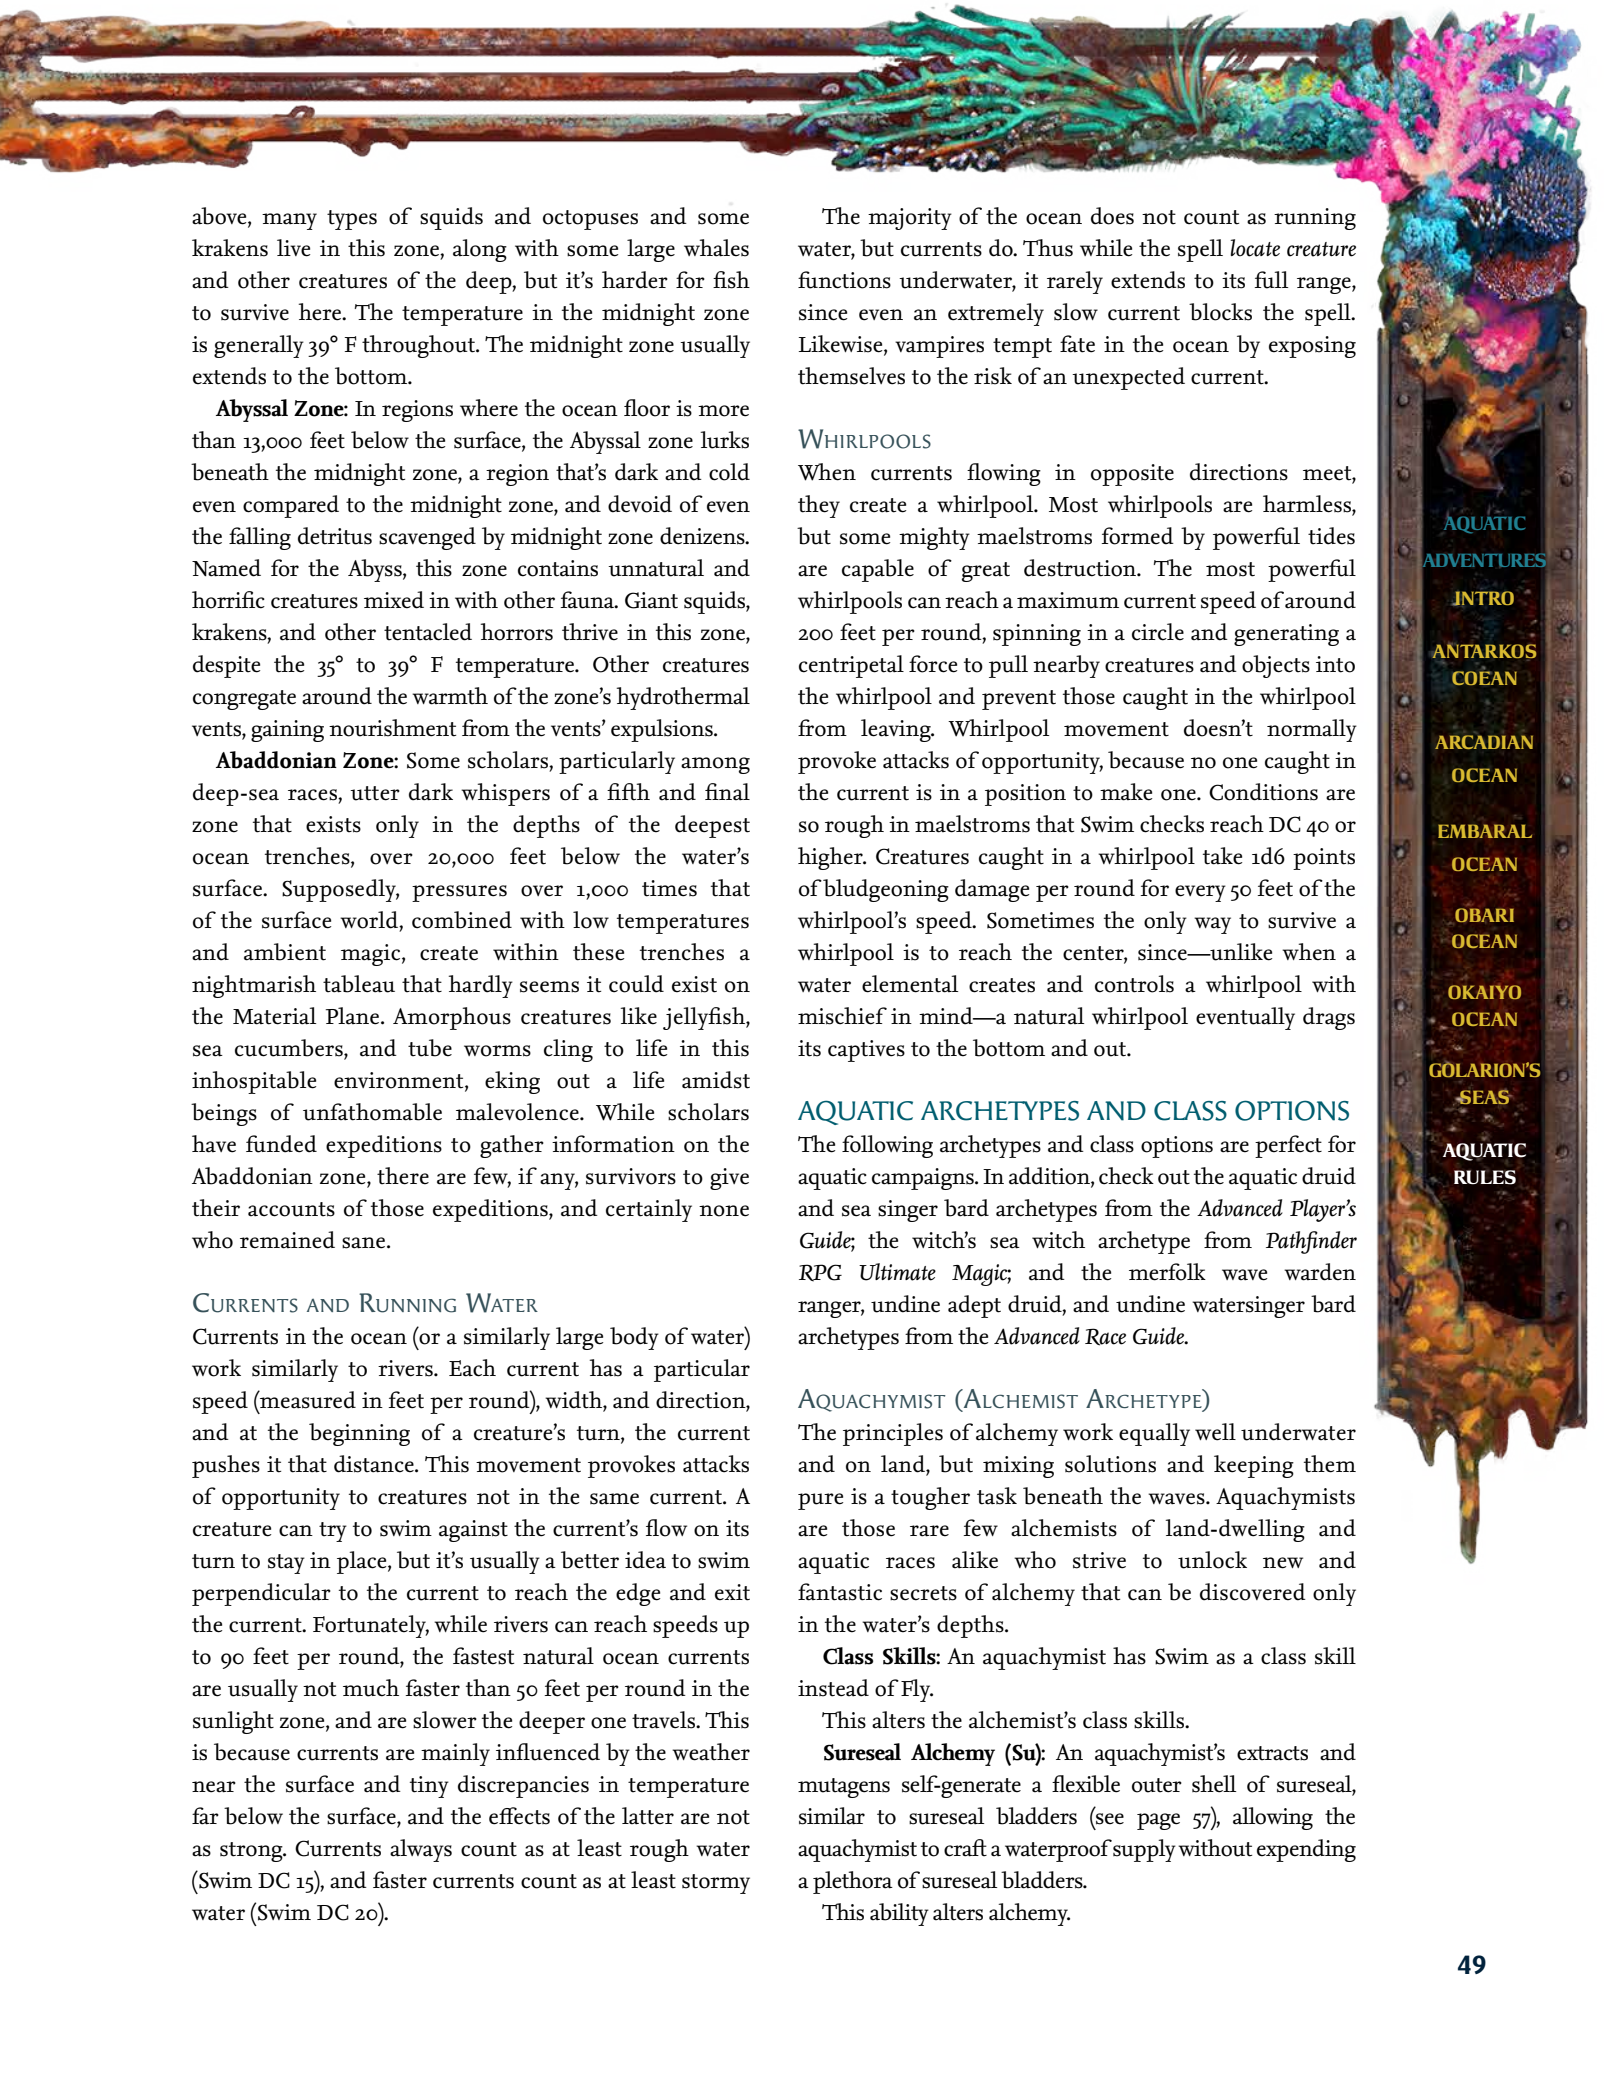 above, many types of squids and octopuses and some
krakens live in this zone, along with some large whales
and other creatures of the deep, but it's harder for fish
to survive here. The temperature in the midnight zone
is generally 39° F throughout. The midnight zone usually
extends to the bottom.
Abyssal Zone: In regions where the ocean floor is more
than 13,000 feet below the surface, the Abyssal zone lurks
beneath the midnight zone, a region that's dark and cold
even compared to the midnight zone, and devoid of even
the falling detritus scavenged by midnight zone denizens.
Named for the Abyss, this zone contains unnatural and
horrific creatures mixed in with other fauna. Giant squids,
krakens, and other tentacled horrors thrive in this zone,
despite the 35° to 39° F temperature. Other creatures
congregate around the warmth of the zone's hydrothermal
vents, gaining nourishment from the vents' expulsions.
Abaddonian Zone: Some scholars, particularly among
deep-sea races, utter dark whispers of a fifth and final
zone that exists only in the depths of the deepest
ocean trenches, over 20,000 feet below the water's
surface. Supposedly, pressures over 1,000 times that
of the surface world, combined with low temperatures
and ambient magic, create within these trenches a
nightmarish tableau that hardly seems it could exist on
the Material Plane. Amorphous creatures like jellyfish,
sea cucumbers, and tube worms cling to life in this
inhospitable environment, eking out a life amidst
beings of unfathomable malevolence. While scholars
have funded expeditions to gather information on the
Abaddonian zone, there are few, if any, survivors to give
their accounts of those expeditions, and certainly none
who remained sane.
Currents and Running Water
Currents in the ocean (or a similarly large body of water)
work similarly to rivers. Each current has a particular
speed (measured in feet per round), width, and direction,
and at the beginning of a creature's turn, the current
pushes it that distance. This movement provokes attacks
of opportunity to creatures not in the same current. A
creature can try to swim against the current's flow on its
turn to stay in place, but it's usually a better idea to swim
perpendicular to the current to reach the edge and exit
the current. Fortunately, while rivers can reach speeds up
to 90 feet per round, the fastest natural ocean currents
are usually not much faster than 50 feet per round in the
sunlight zone, and are slower the deeper one travels. This
is because currents are mainly influenced by the weather
near the surface and tiny discrepancies in temperature
far below the surface, and the effects of the latter are not
as strong. Currents always count as at least rough water
(Swim DC 15), and faster currents count as at least stormy
water (Swim DC 20).
The majority of the ocean does not count as running
water, but currents do. Thus while the spell locate creature
functions underwater, it rarely extends to its full range,
since even an extremely slow current blocks the spell.
Likewise, vampires tempt fate in the ocean by exposing
themselves to the risk of an unexpected current.
Whirlpools
When currents flowing in opposite directions meet,
they create a whirlpool. Most whirlpools are harmless,
but some mighty maelstroms formed by powerful tides
are capable of great destruction. The most powerful
whirlpools can reach a maximum current speed of around
200 feet per round, spinning in a circle and generating a
centripetal force to pull nearby creatures and objects into
the whirlpool and prevent those caught in the whirlpool
from leaving. Whirlpool movement doesn't normally
provoke attacks of opportunity, because no one caught in
the current is in a position to make one. Conditions are
so rough in maelstroms that Swim checks reach DC 40 or
higher. Creatures caught in a whirlpool take 1d6 points
of bludgeoning damage per round for every 50 feet of the
whirlpool's speed. Sometimes the only way to survive a
whirlpool is to reach the center, since—unlike when a
water elemental creates and controls a whirlpool with
mischief in mind—a natural whirlpool eventually drags
its captives to the bottom and out.
AQUATIC ARCHETYPES AND CLASS OPTIONS
The following archetypes and class options are perfect for
aquatic campaigns. In addition, check out the aquatic druid
and sea singer bard archetypes from the Advanced Player's
Guide; the witch's sea witch archetype from Pathfinder
RPG Ultimate Magic; and the merfolk wave warden
ranger, undine adept druid, and undine watersinger bard
archetypes from the Advanced Race Guide.
Aquachymist (Alchemist Archetype)
The principles of alchemy work equally well underwater
and on land, but mixing solutions and keeping them
pure is a tougher task beneath the waves. Aquachymists
are those rare few alchemists of land-dwelling and
aquatic races alike who strive to unlock new and
fantastic secrets of alchemy that can be discovered only
in the water's depths.
Class Skills: An aquachymist has Swim as a class skill
instead of Fly.
This alters the alchemist's class skills.
Sureseal Alchemy (Su): An aquachymist's extracts and
mutagens self-generate a flexible outer shell of sureseal,
similar to sureseal bladders (see page 57), allowing the
aquachymist to craft a waterproof supply without expending
a plethora of sureseal bladders.
This ability alters alchemy.
AQUATIC
ADVENTURES
INTRO
ANTARKOS
COEAN
ARCADIAN
OCEAN
EMBARAL
OCEAN
OBARI
OCEAN
OKAIYO
OCEAN
GOLARION'S
SEAS
AQUATIC
RULES
49